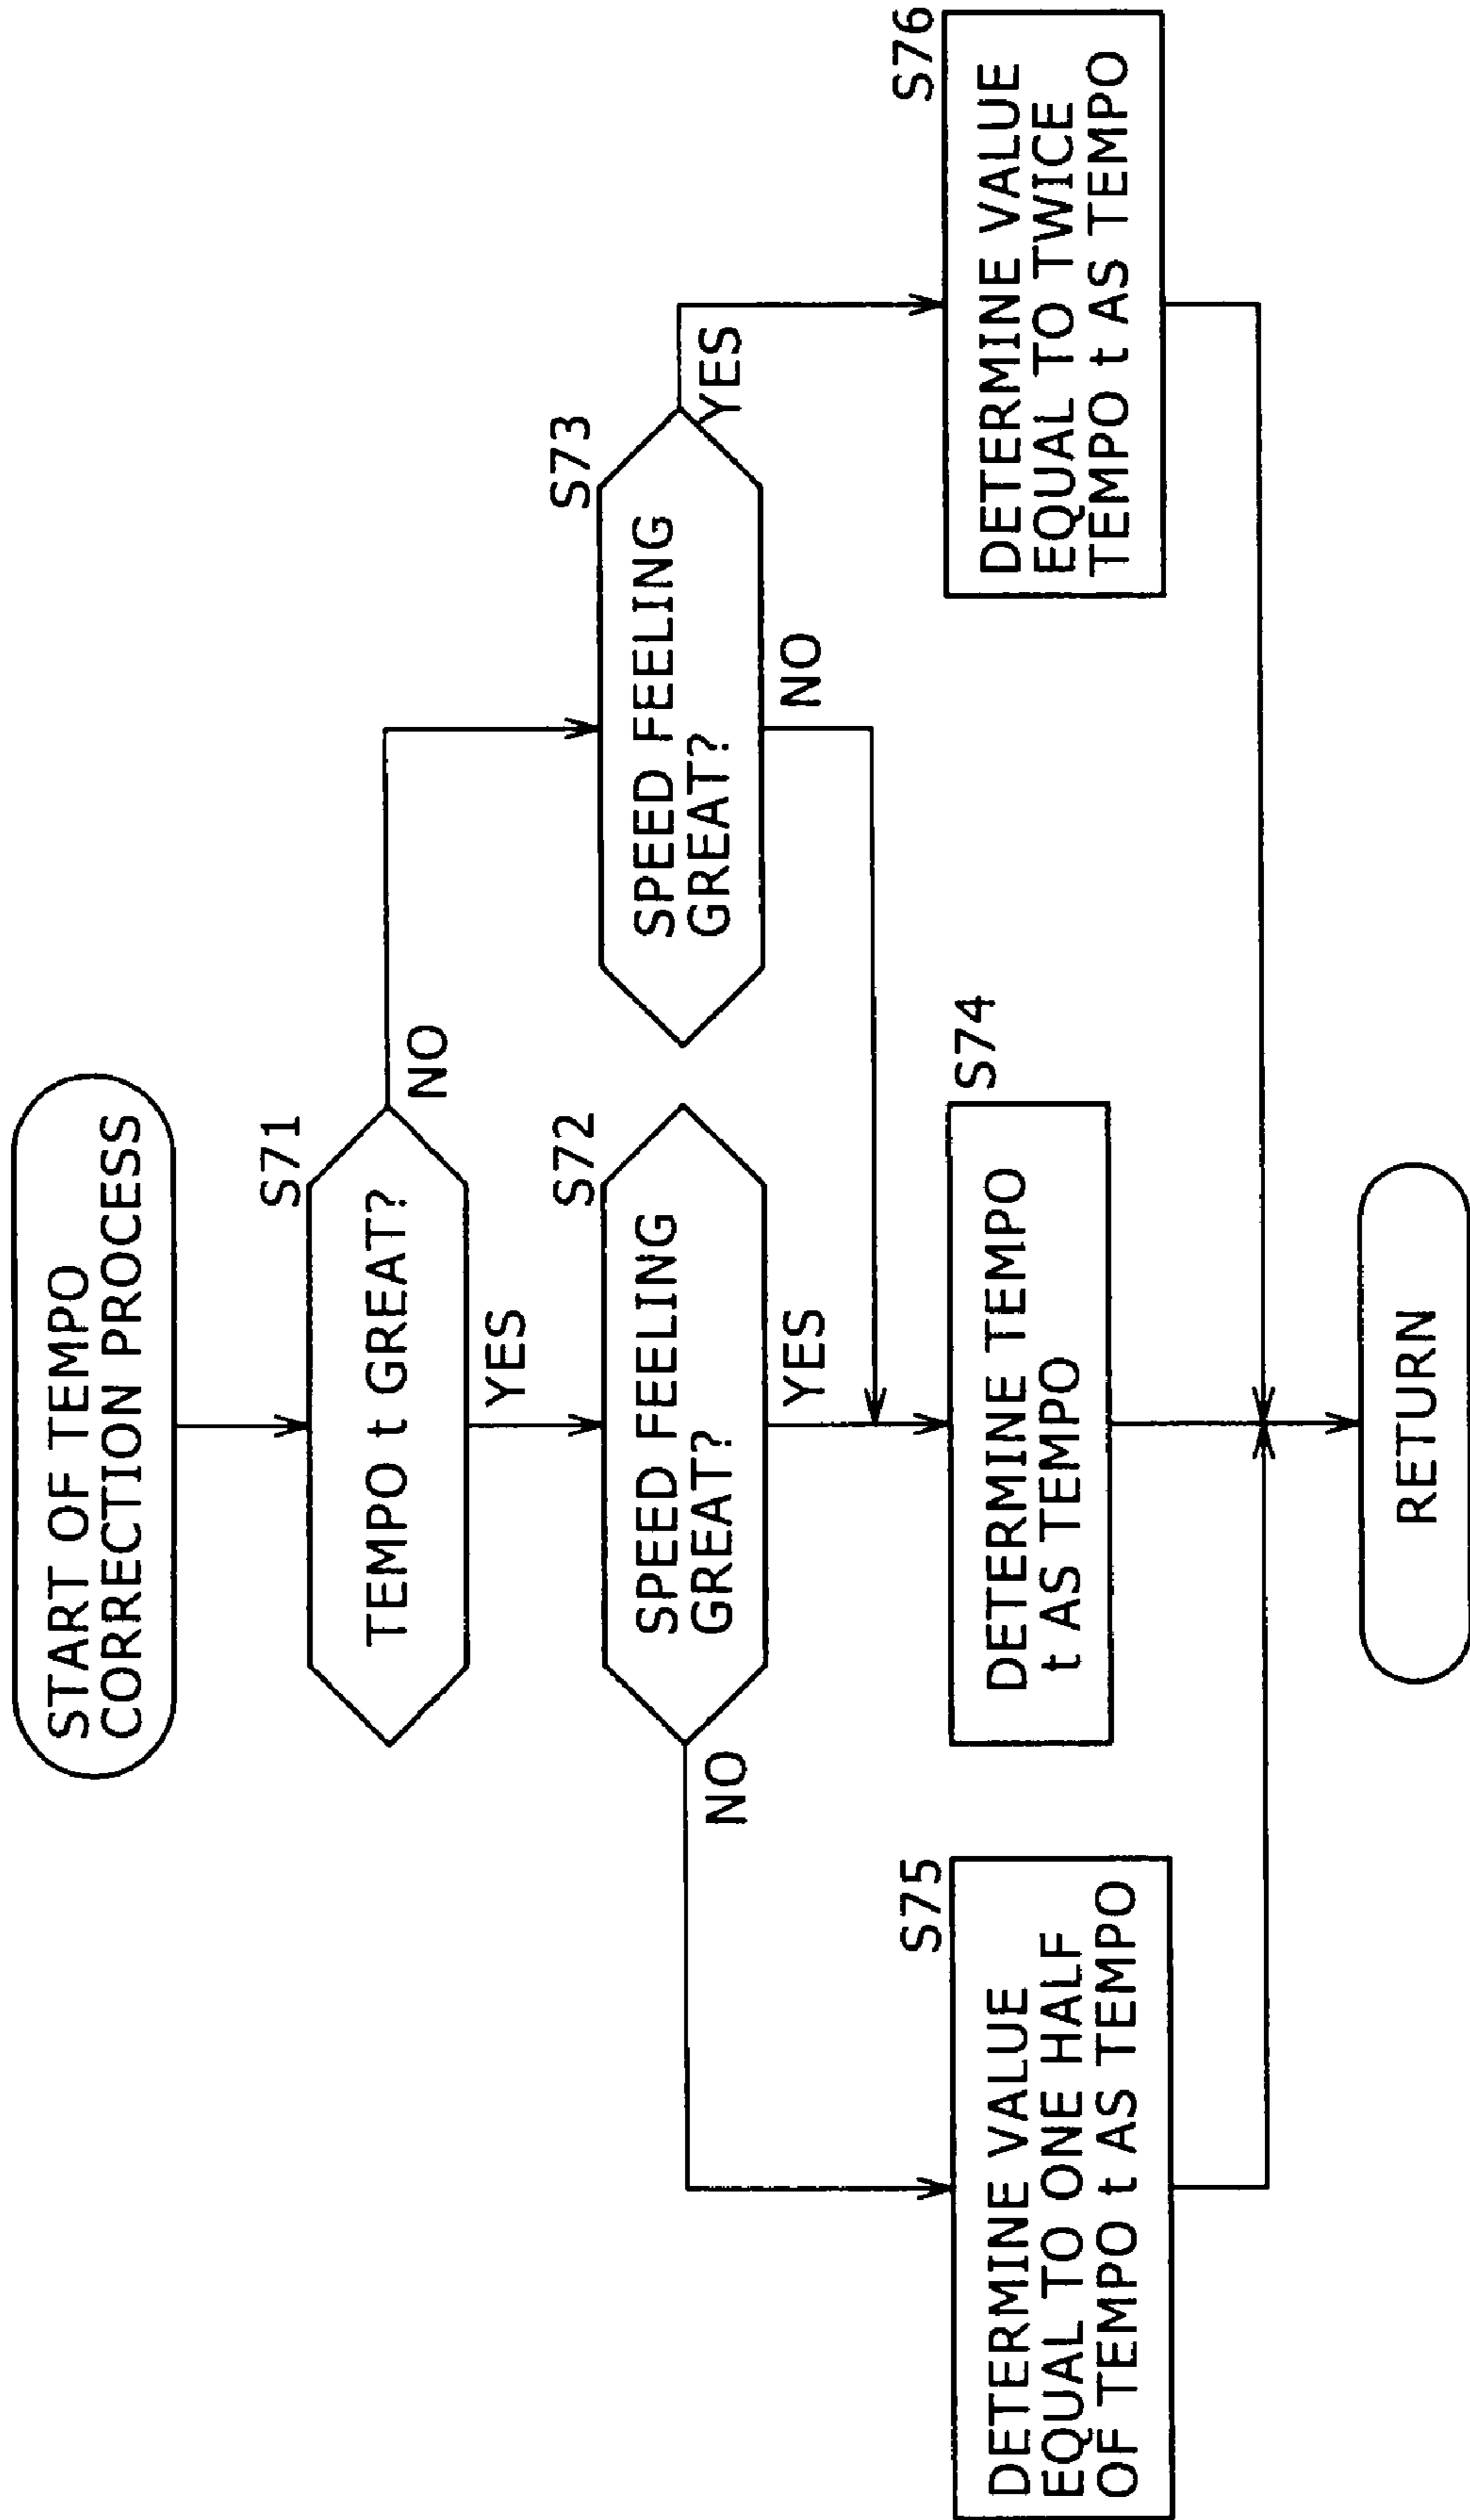 START OF TEMPO
CORRECTION PROCESS
S71
TEMPO t GREAT?
NO
YES
S72
SPEED FEELING
GREAT?
NO
YES
S73
SPEED FEELING
GREAT?
YES
NO
S75
DETERMINE VALUE
EQUAL TO ONE HALF
OF TEMPO t AS TEMPO
S74
DETERMINE TEMPO
t AS TEMPO
S76
DETERMINE VALUE
EQUAL TO TWICE
TEMPO t AS TEMPO
RETURN